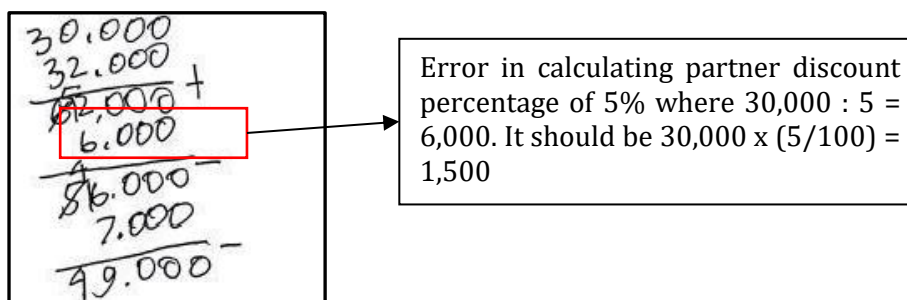 30.000
32.000
62,000 +
6.000
56.000 -
7.000
49.000 -
Error in calculating partner discount
percentage of 5% where 30,000 : 5 =
6,000. It should be 30,000 x (5/100) =
1,500